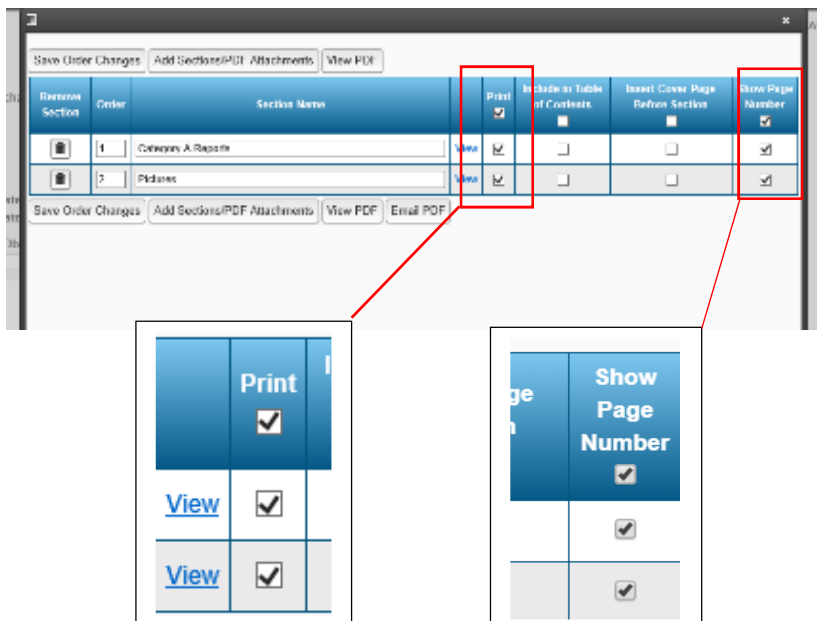 ×
Save Order Changes Add Sections/PDF Attachments View PDF
Remove Section Order Section Name Print Include in Table of Contents Insert Cover Page Before Section Show Page Number
1 Category A Reports View
2 Pictures View
Save Order Changes Add Sections/PDF Attachments View PDF Email PDF
Print
View
View
Show
Page
Number